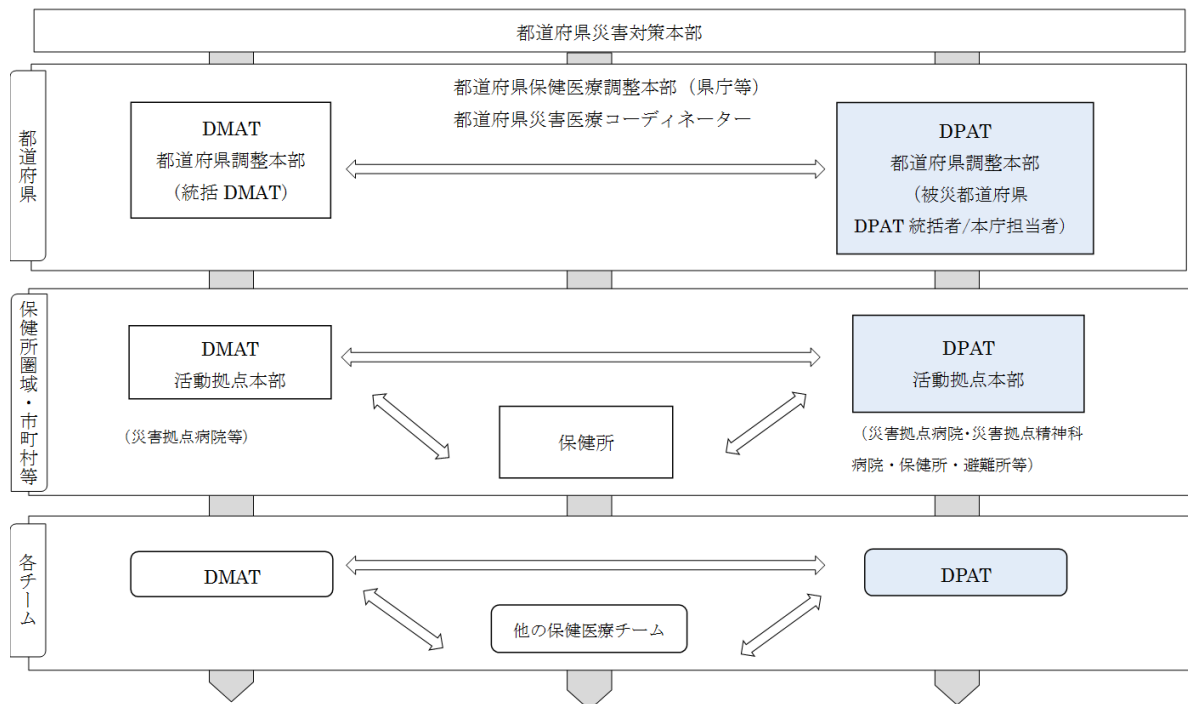 都道府県災害対策本部
都道府県
都道府県保健医療調整本部（県庁等）
都道府県災害医療コーディネーター
DMAT
都道府県調整本部
（統括 DMAT）
DPAT
都道府県調整本部
（被災都道府県
DPAT 統括者/本庁担当者）
保健所圏域・市町村等
DMAT
活動拠点本部
（災害拠点病院等）
保健所
DPAT
活動拠点本部
（災害拠点病院・災害拠点精神科
病院・保健所・避難所等）
各チーム
DMAT
他の保健医療チーム
DPAT